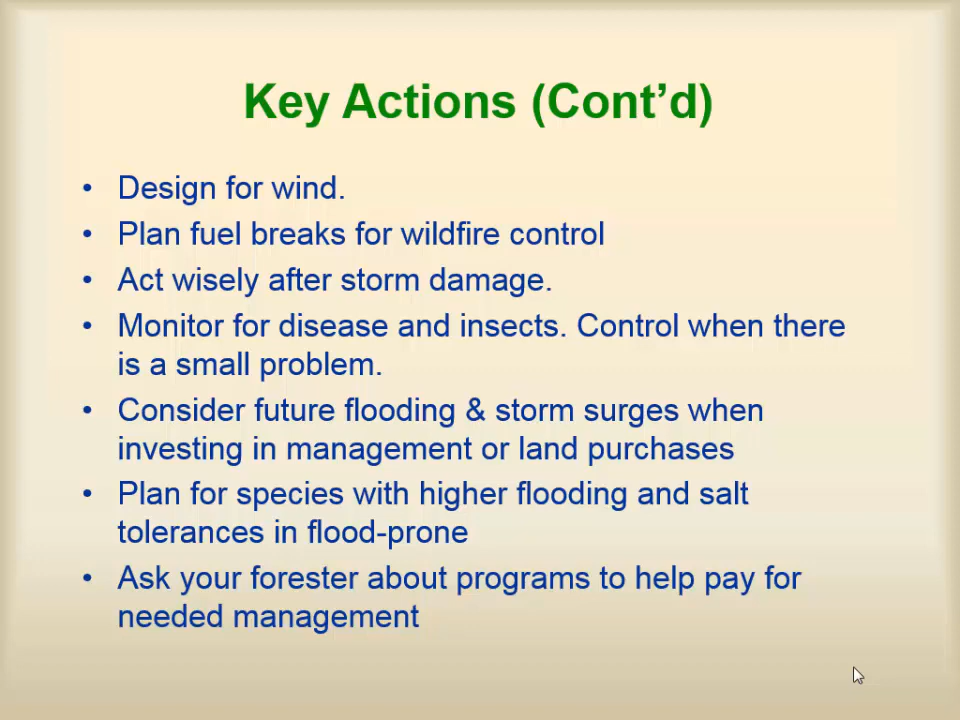 Key Actions (Cont’d)
• Design for wind.
• Plan fuel breaks for wildfire control
• Act wisely after storm damage.
• Monitor for disease and insects. Control when there
is a small problem.
• Consider future flooding & storm surges when
investing in management or land purchases
• Plan for species with higher flooding and salt
tolerances in flood-prone
• Ask your forester about programs to help pay for
needed management